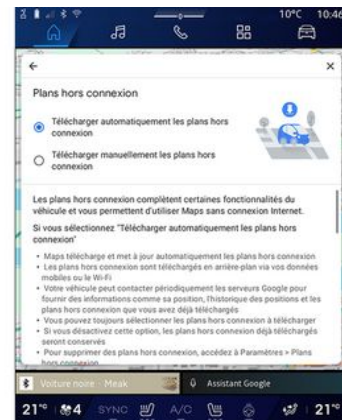 10°C 10:46
Plans hors connexion
Télécharger automatiquement les plans hors
connexion
Télécharger manuellement les plans hors
connexion
Les plans hors connexion complètent certaines fonctionnalités du
véhicule et vous permettent d'utiliser Maps sans connexion Internet.
Si vous sélectionnez "Télécharger automatiquement les plans hors
connexion"
• Maps télécharge et met à jour automatiquement les plans hors connexion
• Les plans hors connexion sont téléchargés en arrière-plan via vos données
mobiles ou le Wi-Fi
• Votre véhicule peut contacter périodiquement les serveurs Google pour
fournir des informations comme sa position, l'historique des positions et les
plans hors connexion que vous avez déjà téléchargés
• Vous pouvez toujours sélectionner les plans hors connexion à télécharger
• Si vous désactivez cette option, les plans hors connexion déjà téléchargés
seront conservés
• Pour supprimer des plans hors connexion, accédez à Paramètres > Plans
hors connexion
Voiture noire · Meak
Assistant Google
21°c 4 SYNC A/C 21°c